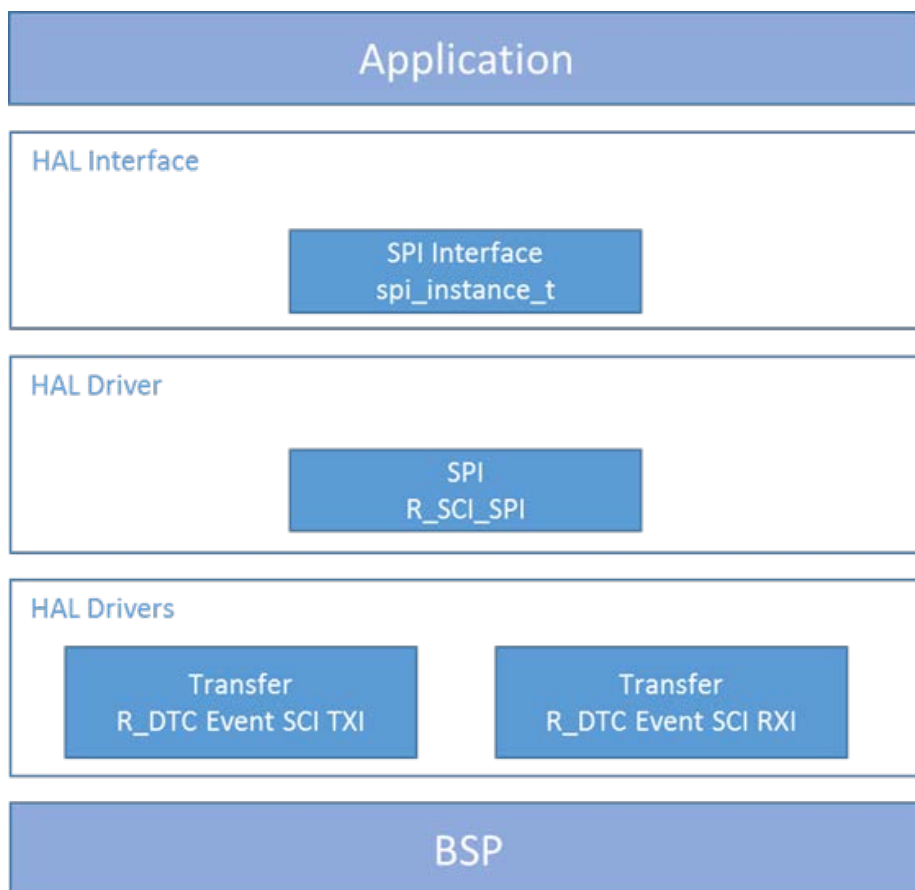 Application
HAL Interface
SPI Interface
spi_instance_t
HAL Driver
SPI
R_SCI_SPI
HAL Drivers
Transfer
R_DTC Event SCI TXI
Transfer
R_DTC Event SCI RXI
BSP